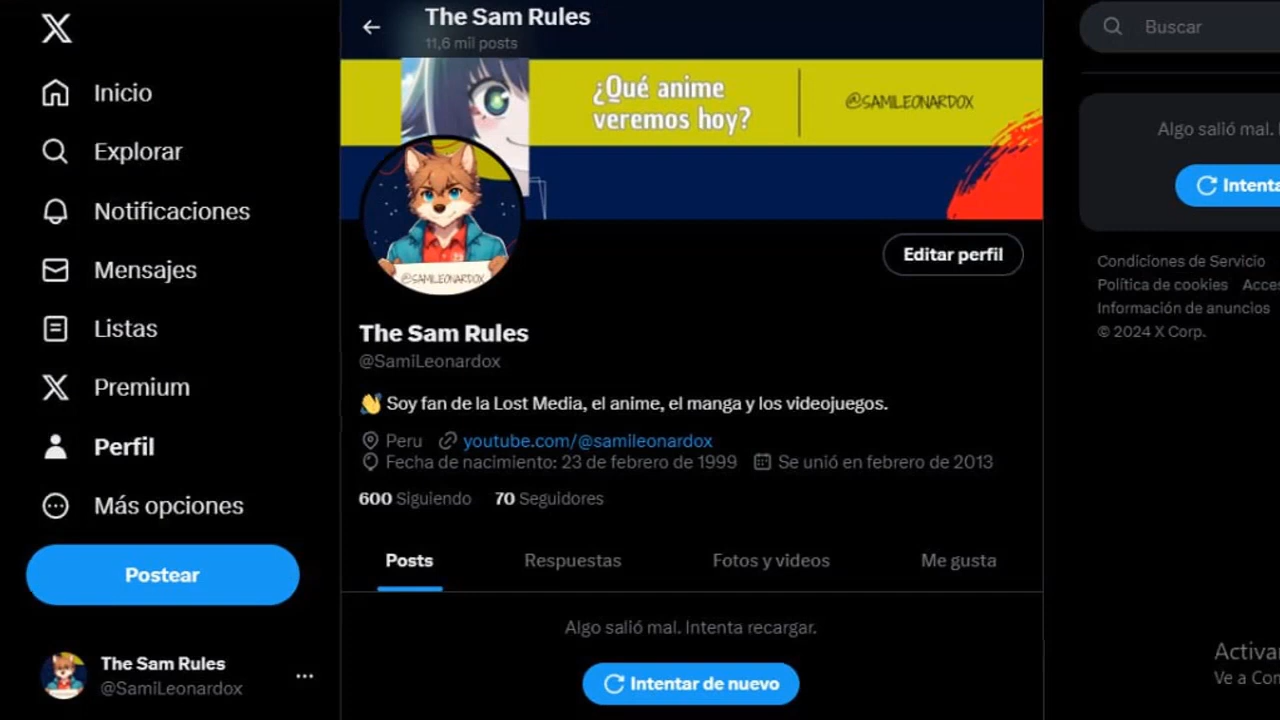 The Sam Rules
11,6 mil posts
Inicio
Explorar
Notificaciones
Mensajes
Listas
Premium
Perfil
Más opciones
Postear
The Sam Rules
@SamiLeonardox
¿Qué anime
veremos hoy?
@SAMILEONARDOX
@SAMILEONARDOX
Editar perfil
The Sam Rules
@SamiLeonardox
👋 Soy fan de la Lost Media, el anime, el manga y los videojuegos.
Peru youtube.com/@samileonardox
Fecha de nacimiento: 23 de febrero de 1999 Se unió en febrero de 2013
600 Siguiendo 70 Seguidores
Posts Respuestas Fotos y videos Me gusta
Algo salió mal. Intenta recargar.
Intentar de nuevo
Buscar
Algo salió mal.
Intenta
Condiciones de Servicio
Política de cookies Acces
Información de anuncios
© 2024 X Corp.
Activar
Ve a Con